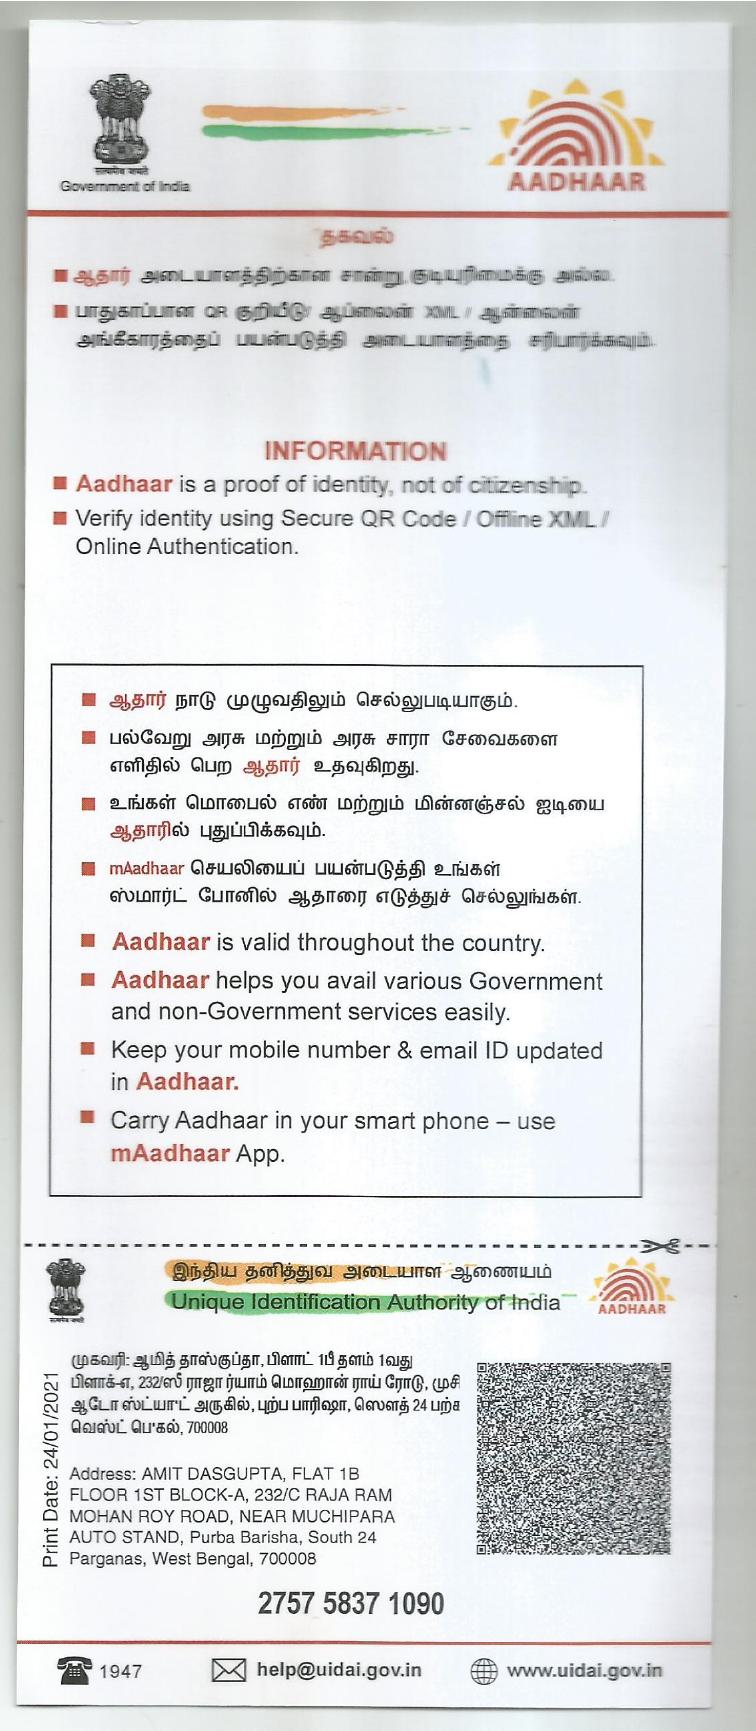 सत्यमेव जयते
Government of India
AADHAAR
தகவல்
ஆதார் அடையாளத்திற்கான சான்று, குடியுரிமைக்கு அல்ல.
பாதுகாப்பான QR குறியீடு/ ஆப்லைன் XML / ஆன்லைன்
அங்கீகாரத்தைப் பயன்படுத்தி அடையாளத்தை சரிபார்க்கவும்.
INFORMATION
Aadhaar is a proof of identity, not of citizenship.
Verify identity using Secure QR Code / Offline XML /
Online Authentication.
ஆதார் நாடு முழுவதிலும் செல்லுபடியாகும்.
பல்வேறு அரசு மற்றும் அரசு சாரா சேவைகளை
எளிதில் பெற ஆதார் உதவுகிறது.
உங்கள் மொபைல் எண் மற்றும் மின்னஞ்சல் ஐடியை
ஆதாரில் புதுப்பிக்கவும்.
mAadhaar செயலியைப் பயன்படுத்தி உங்கள்
ஸ்மார்ட் போனில் ஆதாரை எடுத்துச் செல்லுங்கள்.
Aadhaar is valid throughout the country.
Aadhaar helps you avail various Government
and non-Government services easily.
Keep your mobile number & email ID updated
in Aadhaar.
Carry Aadhaar in your smart phone – use
mAadhaar App.
இந்திய தனித்துவ அடையாள ஆணையம்
Unique Identification Authority of India
AADHAAR
Print Date: 24/01/2021
முகவரி: ஆமித் தாஸ்குப்தா, பிளாட் 1பீ தளம் 1வது
பிளாக்-எ, 232/ஸீ ராஜா ர்யாம் மொஹான் ராய் ரோடு, முசி
ஆடோ ஸ்ட்யாட் அருகில், புற்ப பாரிஷா, ஸௌத் 24 பற்க
வெஸ்ட் பெகல், 700008
Address: AMIT DASGUPTA, FLAT 1B
FLOOR 1ST BLOCK-A, 232/C RAJA RAM
MOHAN ROY ROAD, NEAR MUCHIPARA
AUTO STAND, Purba Barisha, South 24
Parganas, West Bengal, 700008
2757 5837 1090
1947
help@uidai.gov.in
www.uidai.gov.in